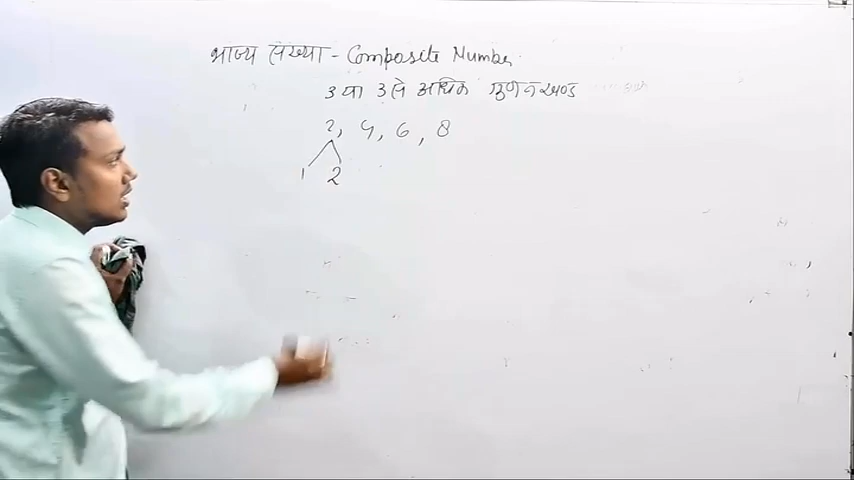 भाज्य संख्या - Composite Number
3 या 3 से अधिक गुणनखण्ड
2, 4, 6, 8
1 2